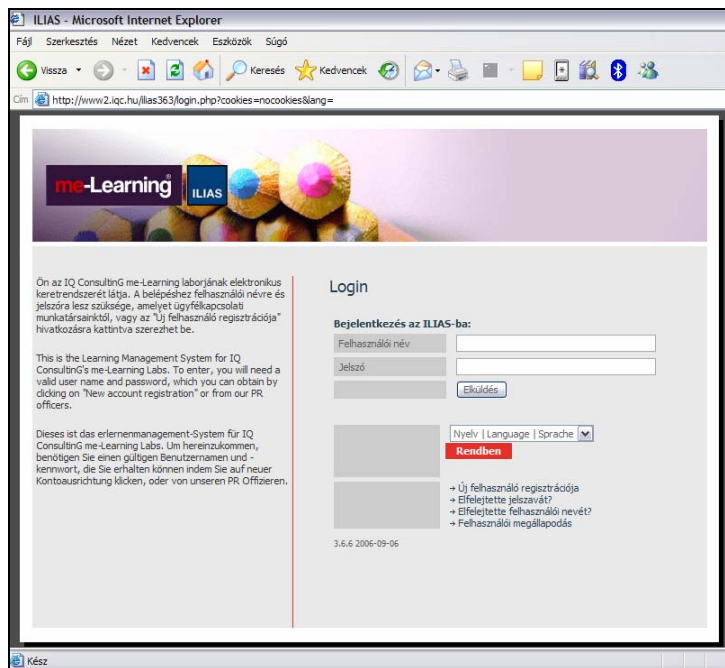 ILIAS - Microsoft Internet Explorer
Fájl Szerkesztés Nézet Kedvencek Eszközök Súgó
Vissza Keresés Kedvencek
Cím http://www2.iqc.hu/ilias363/login.php?cookies=nocookies&lang=
me-Learning® ILIAS
Ön az IQ ConsultinG me-Learning laborjának elektronikus
keretrendszerét látja. A belépéshez felhasználói névre és
jelszóra lesz szüksége, amelyet ügyfélkapcsolati
munkatársainktól, vagy az "Új felhasználó regisztrációja"
hivatkozásra kattintva szerezhet be.
This is the Learning Management System for IQ
ConsultinG's me-Learning Labs. To enter, you will need a
valid user name and password, which you can obtain by
clicking on "New account registration" or from our PR
officers.
Dieses ist das erlernenmanagement-System für IQ
ConsultinG me-Learning Labs. Um hereinzukommen,
benötigen Sie einen gültigen Benutzernamen und -
kennwort, die Sie erhalten können indem Sie auf neuer
Kontoausrichtung klicken, oder von unseren PR Offizieren.
Login
Bejelentkezés az ILIAS-ba:
Felhasználói név
Jelszó
Elküldés
Nyelv | Language | Sprache
Rendben
→ Új felhasználó regisztrációja
→ Elfelejtette jelszavát?
→ Elfelejtette felhasználói nevét?
→ Felhasználói megállapodás
3.6.6 2006-09-06
Kész